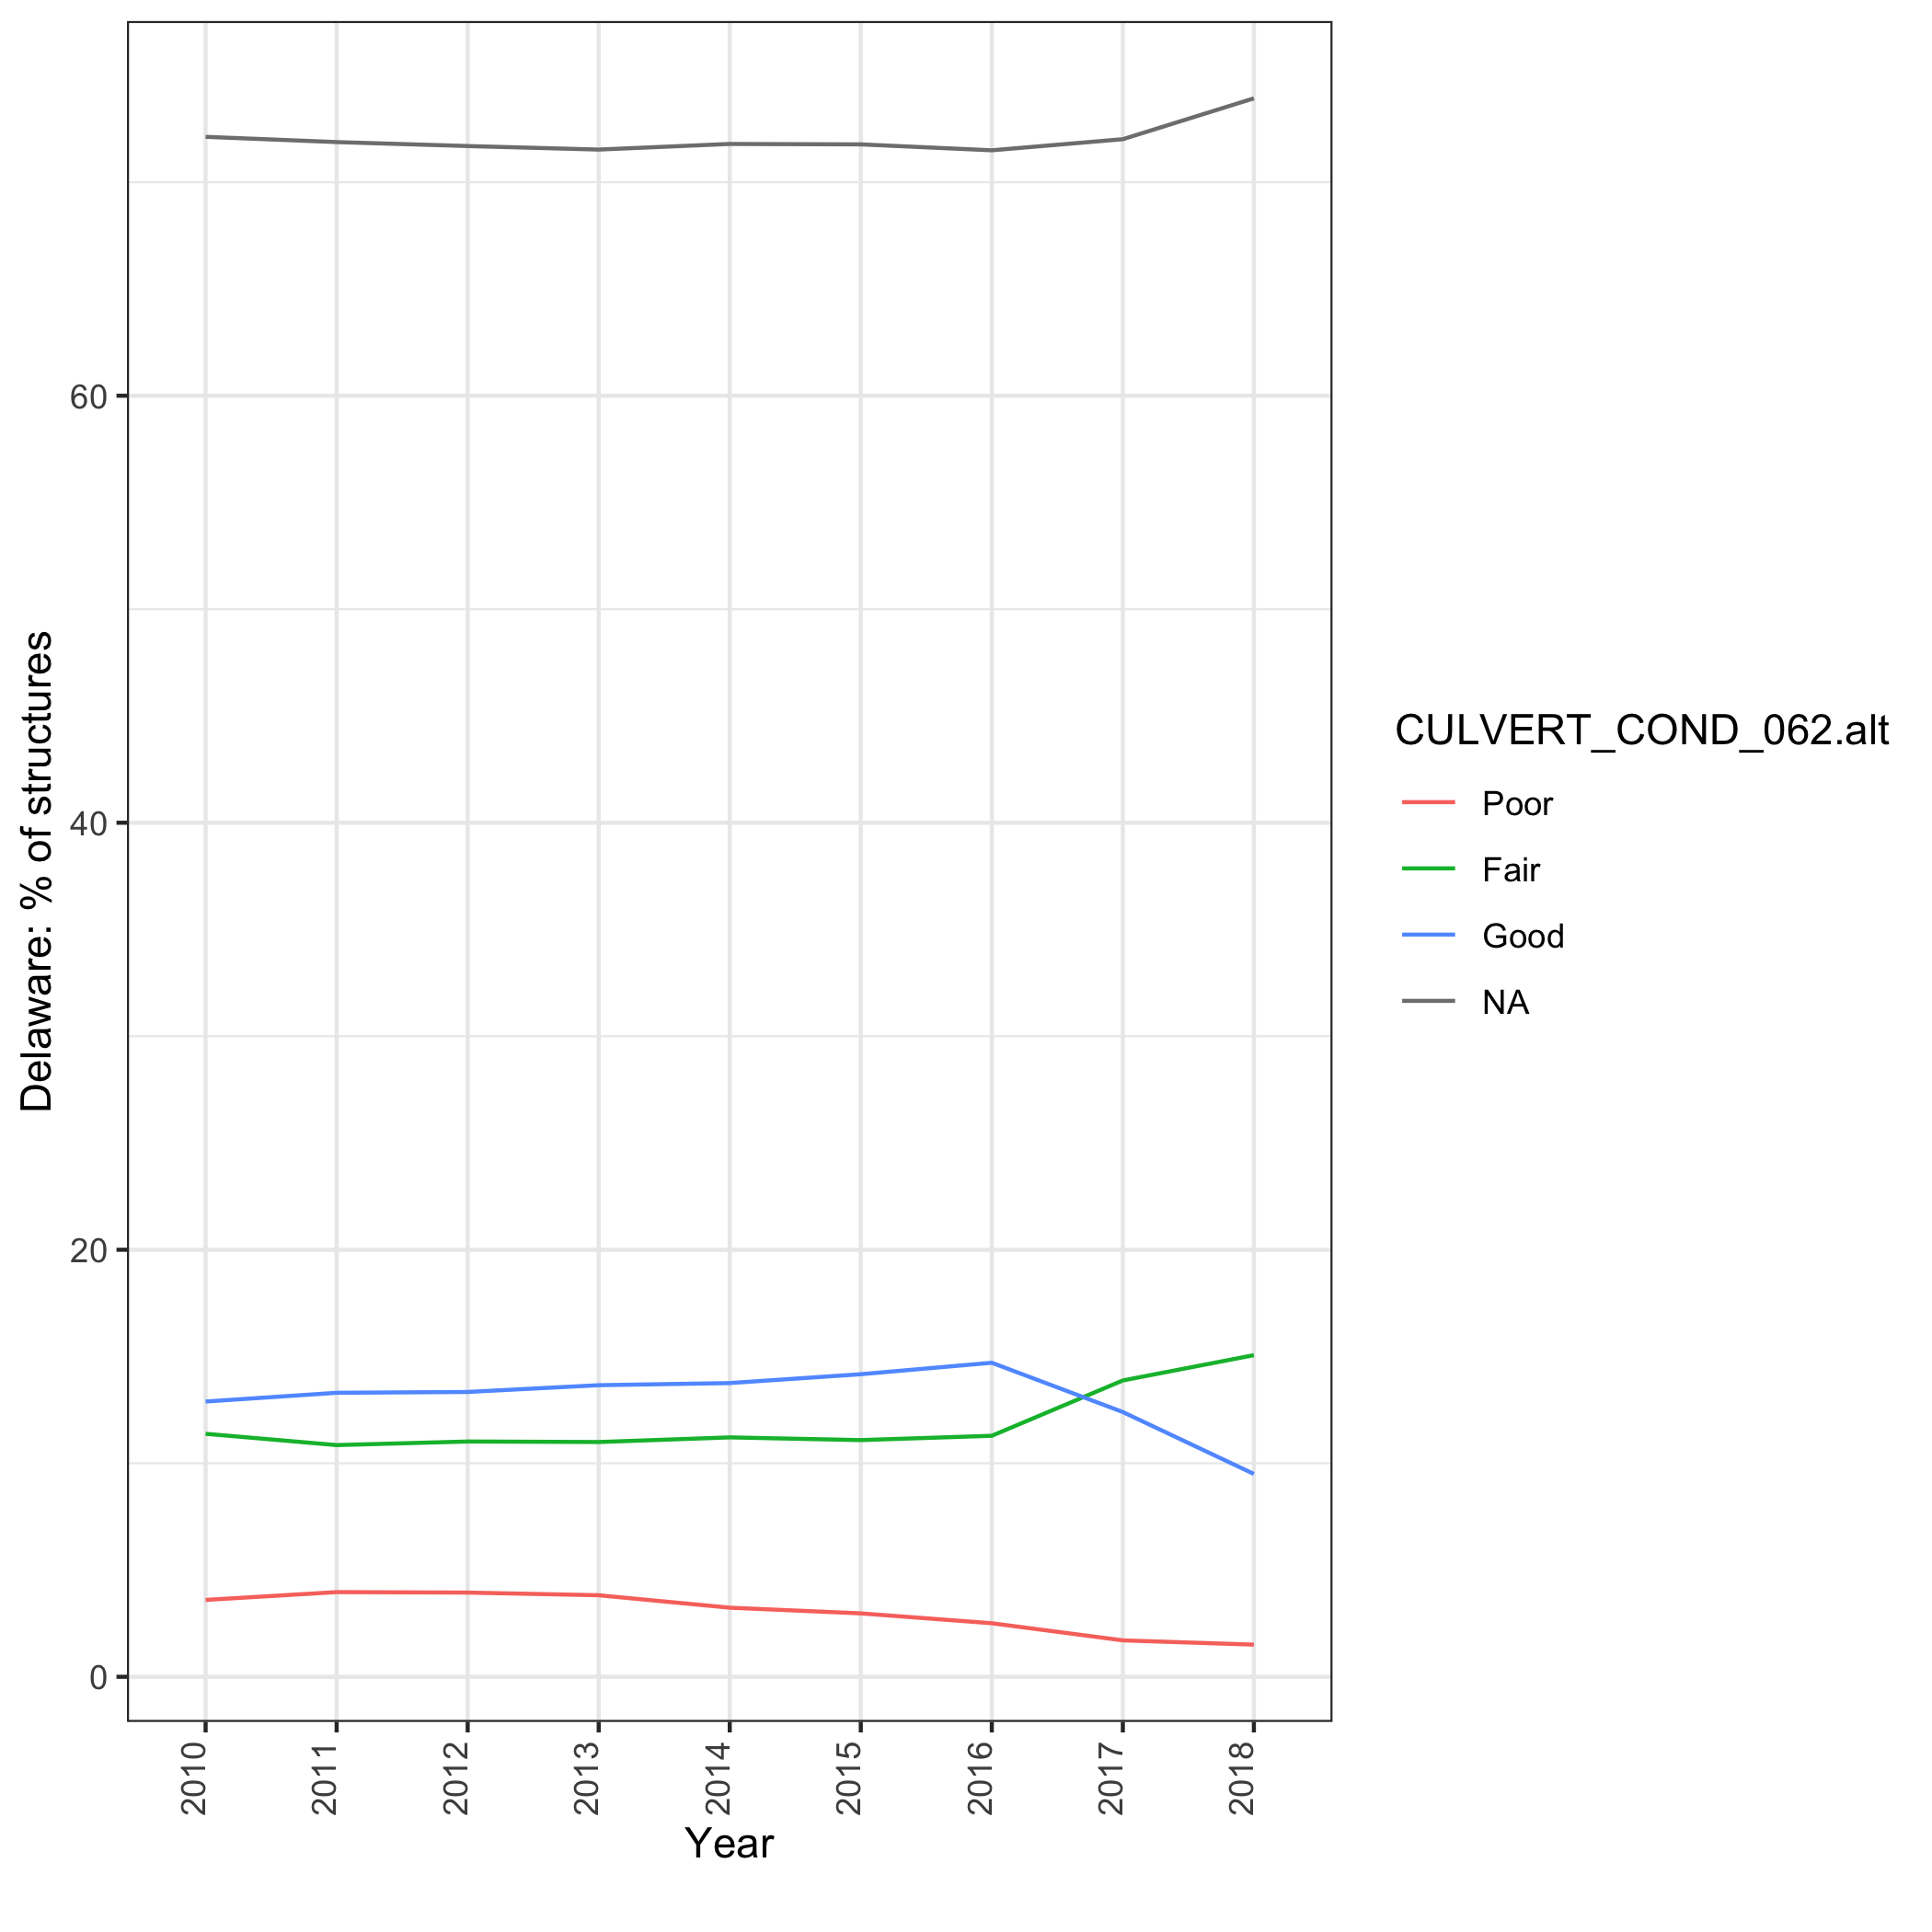 Delaware: % of structures
60
40
20
0
2010
2011
2012
2013
2014
2015
2016
2017
2018
Year
CULVERT_COND_062.alt
Poor
Fair
Good
NA